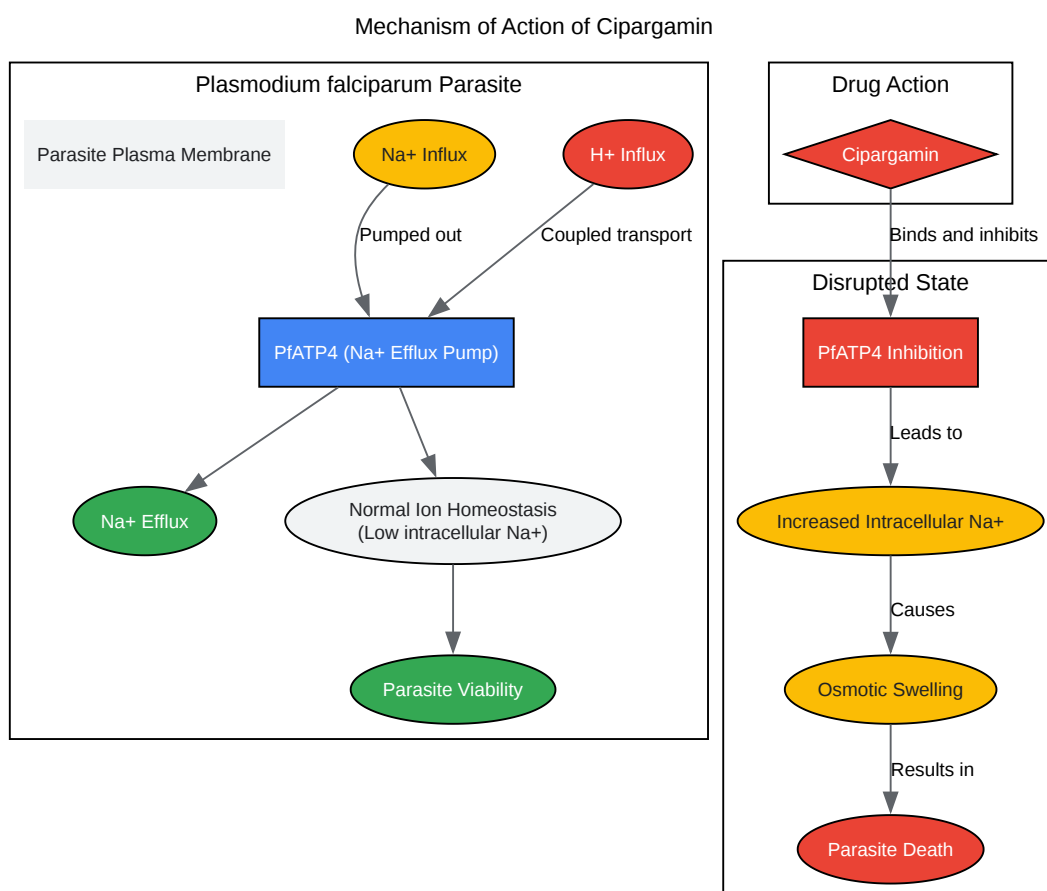 Mechanism of Action of Cipargamin
Plasmodium falciparum Parasite
Parasite Plasma Membrane
Na+ Influx
H+ Influx
Pumped out
Coupled transport
PfATP4 (Na+ Efflux Pump)
Na+ Efflux
Normal Ion Homeostasis
(Low intracellular Na+)
Parasite Viability
Drug Action
Cipargamin
Binds and inhibits
Disrupted State
PfATP4 Inhibition
Leads to
Increased Intracellular Na+
Causes
Osmotic Swelling
Results in
Parasite Death